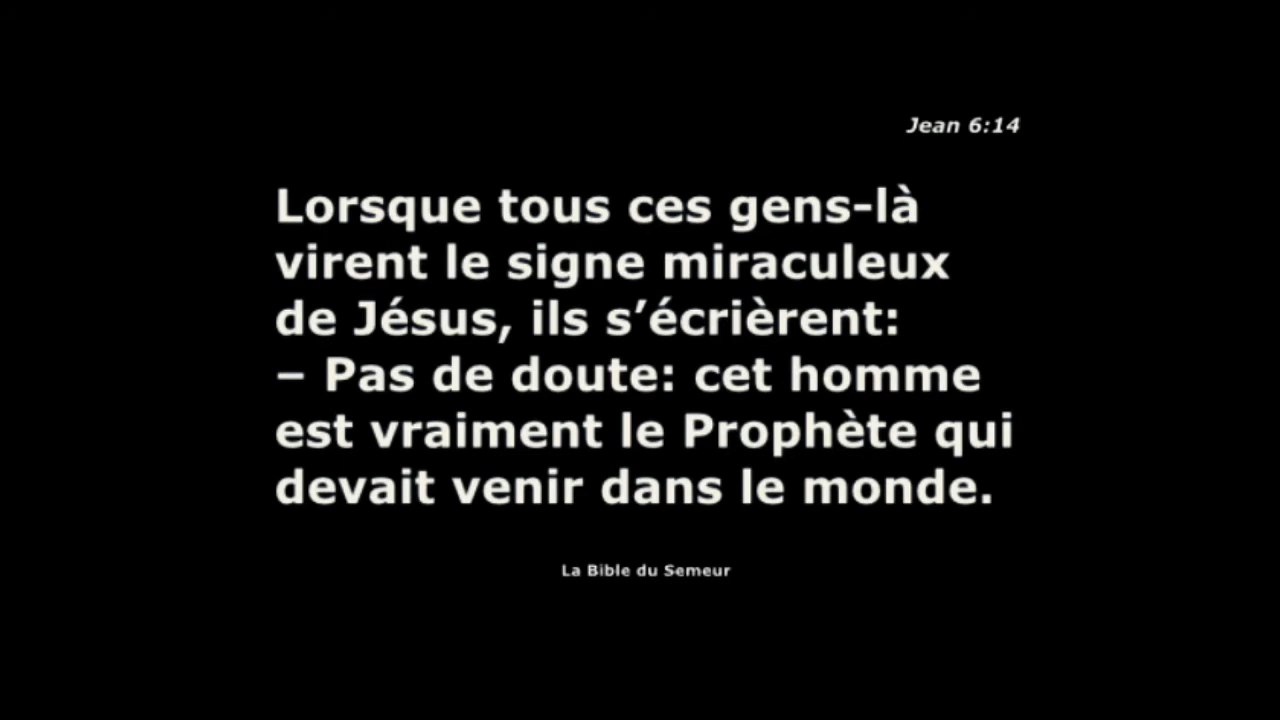 Jean 6:14
Lorsque tous ces gens-là
virent le signe miraculeux
de Jésus, ils s’écrièrent:
– Pas de doute: cet homme
est vraiment le Prophète qui
devait venir dans le monde.
La Bible du Semeur